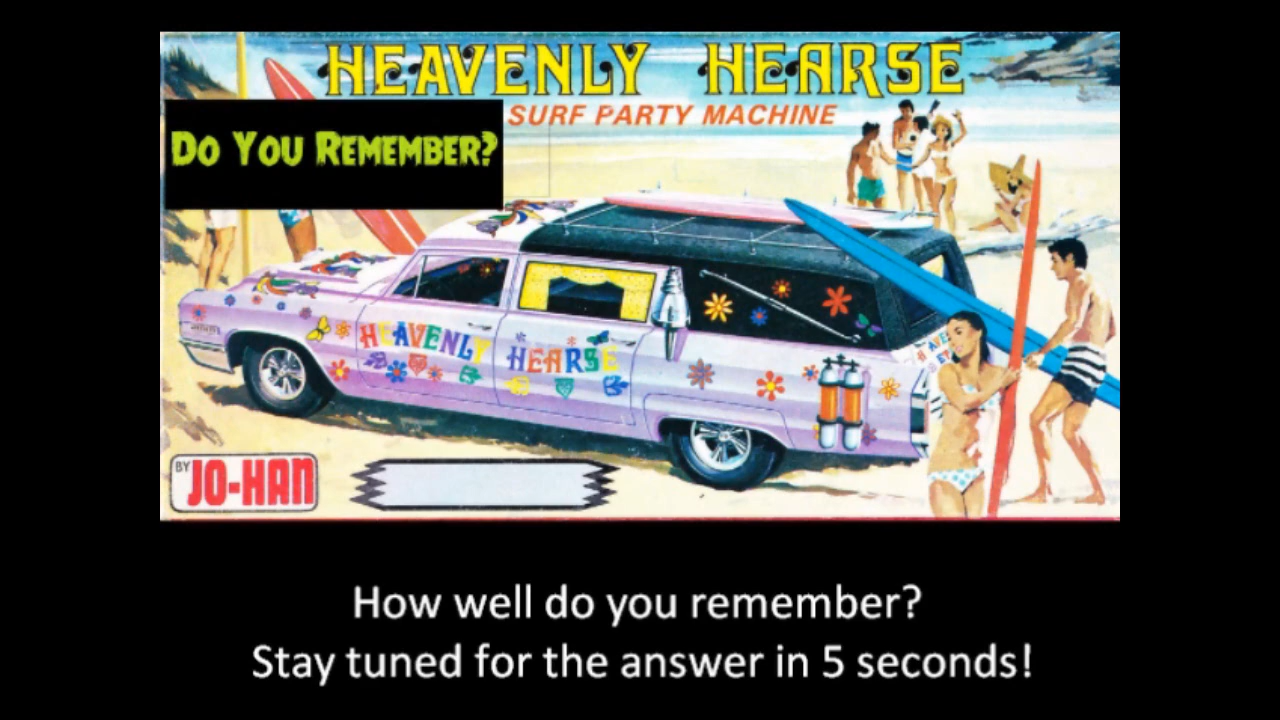 HEAVENLY HEARSE
SURF PARTY MACHINE
DO YOU REMEMBER?
HEAVENLY HEARSE
BY JO-HAN
How well do you remember?
Stay tuned for the answer in 5 seconds!